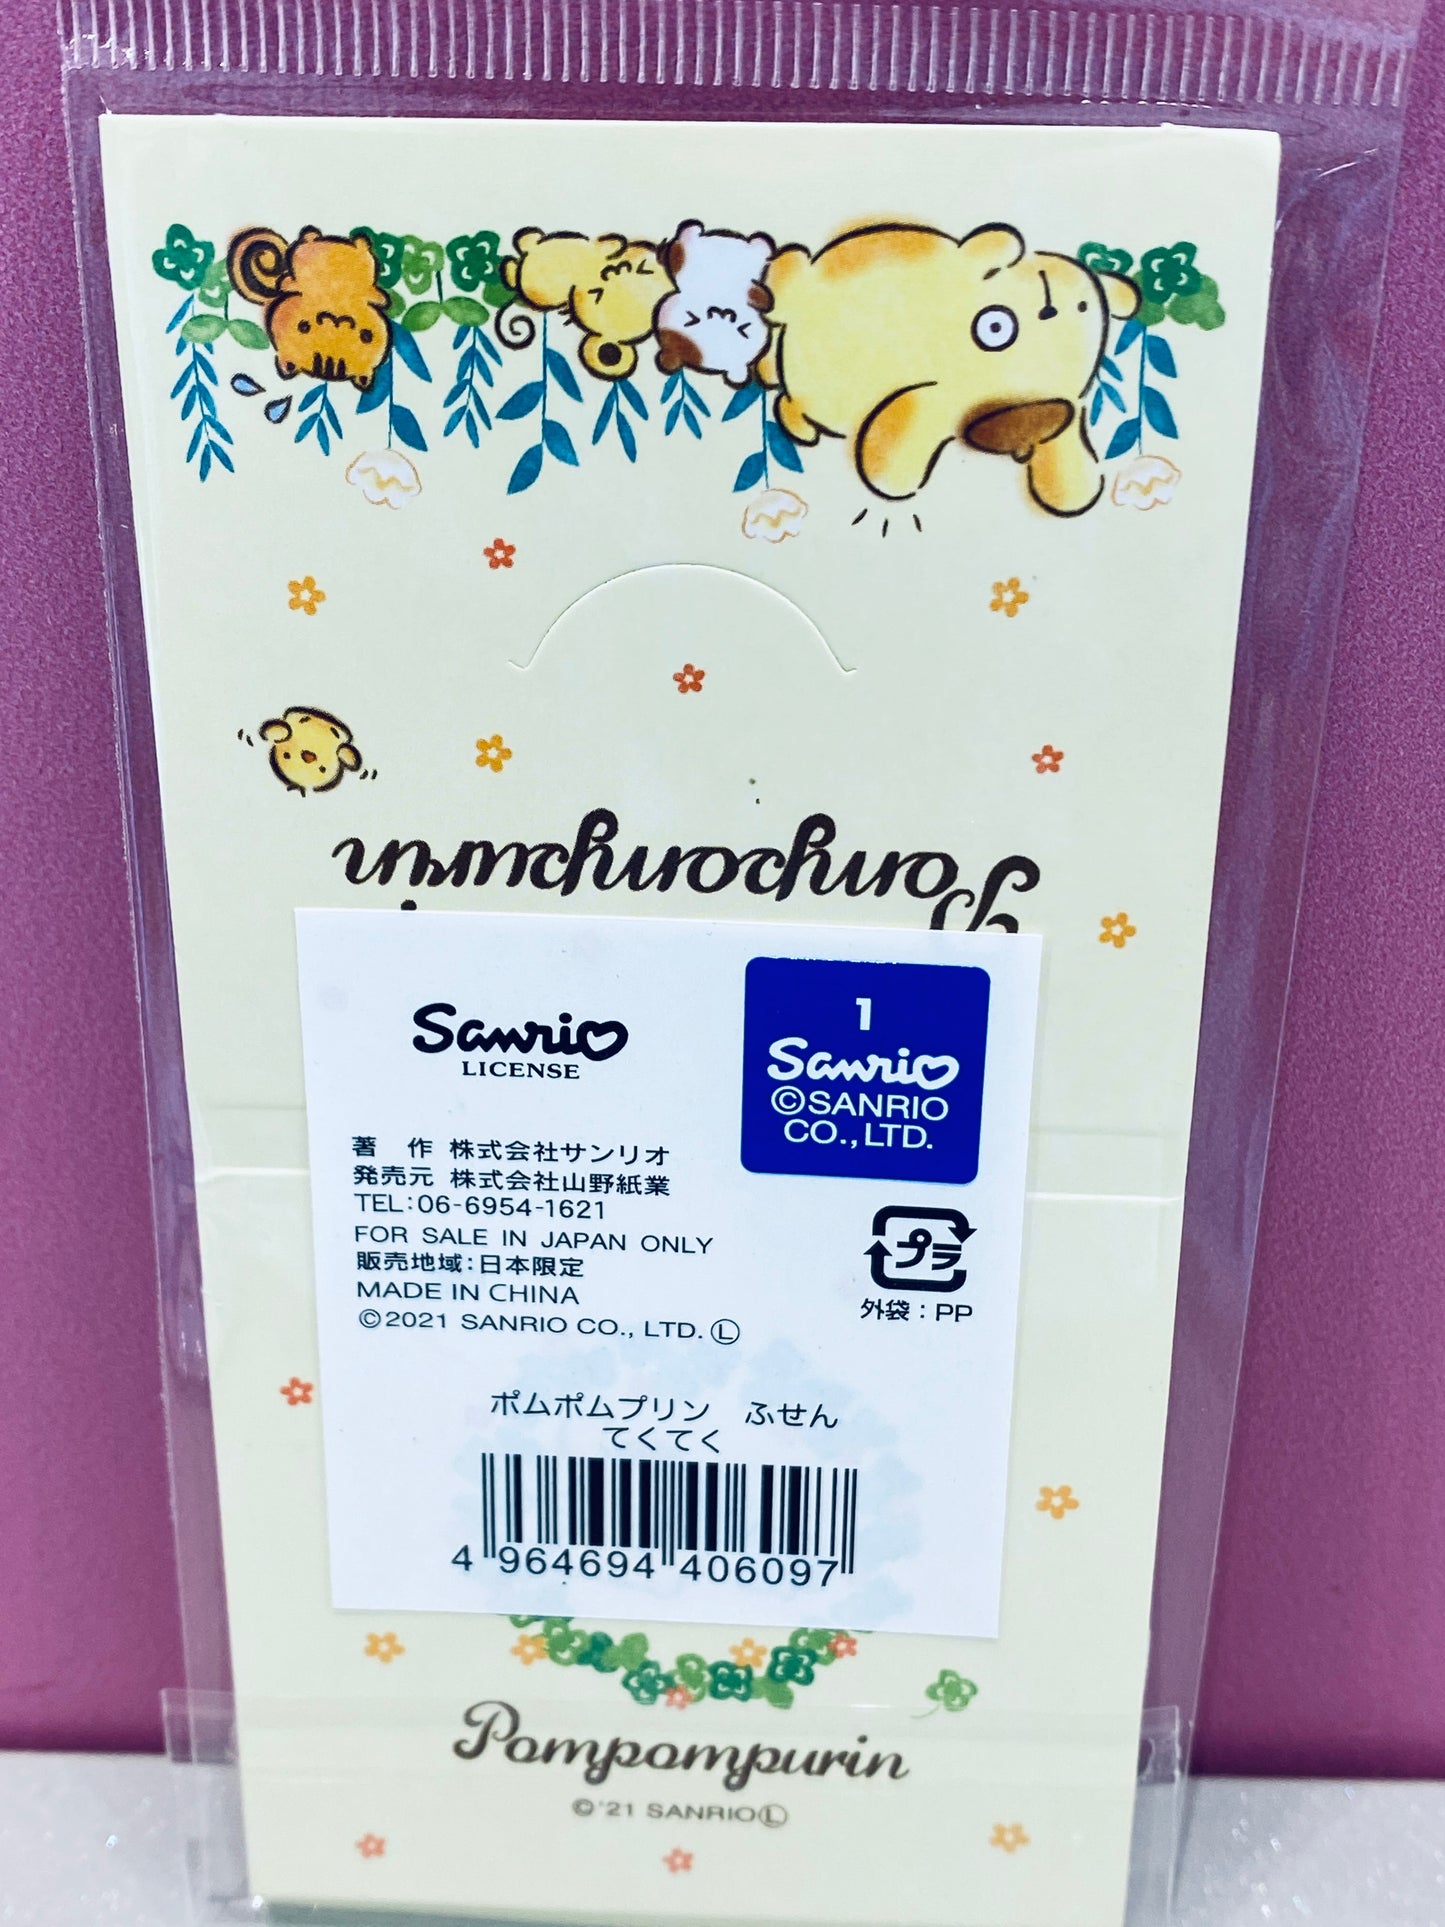 Pompompurin
Sanrio
LICENSE
1
Sanrio
©SANRIO
CO., LTD.
著 作 株式会社サンリオ
発売元 株式会社山野紙業
TEL:06-6954-1621
FOR SALE IN JAPAN ONLY
販売地域:日本限定
MADE IN CHINA
©2021 SANRIO CO., LTD. Ⓛ
プラ
外袋:PP
ポムポムプリン ふせん
てくてく
4 964694 406097
Pompompurin
©'21 SANRIO Ⓛ